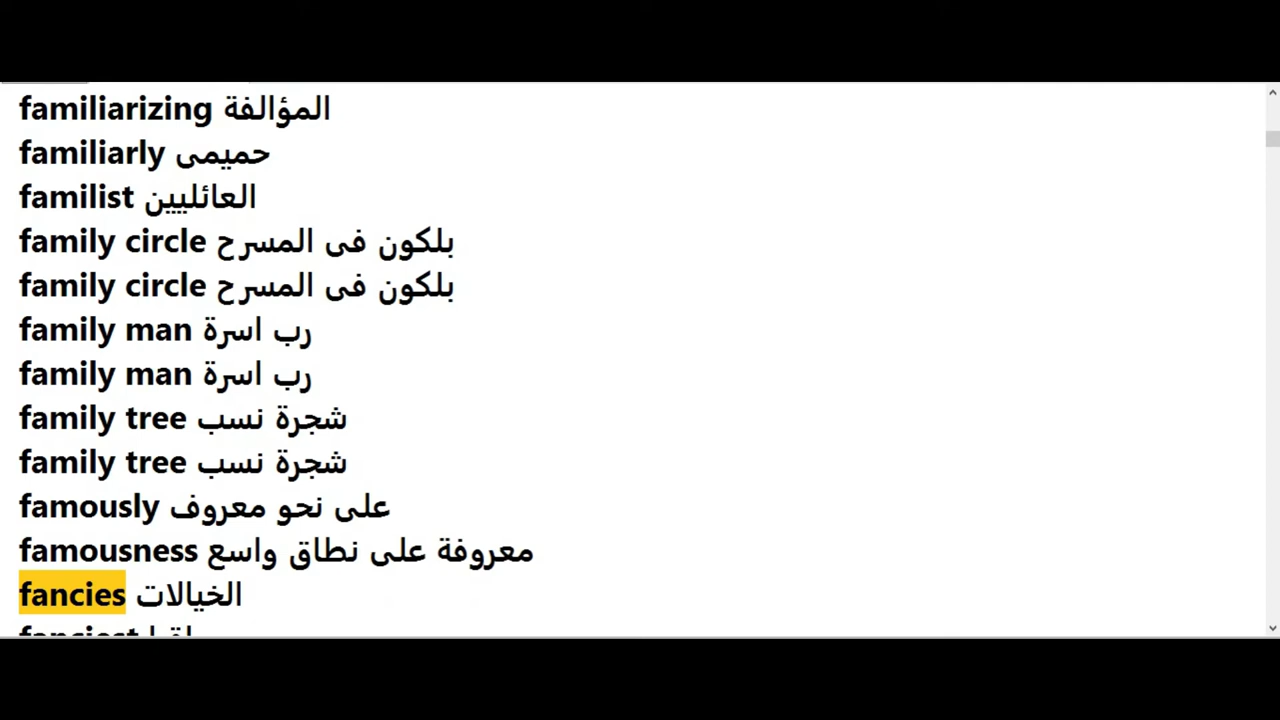 familiarizing المؤالفة
familiarly حميمى
familist العائليين
family circle بلكون فى المسرح
family circle بلكون فى المسرح
family man رب اسرة
family man رب اسرة
family tree شجرة نسب
family tree شجرة نسب
famously على نحو معروف
famousness معروفة على نطاق واسع
fancies الخيالات
fanciest